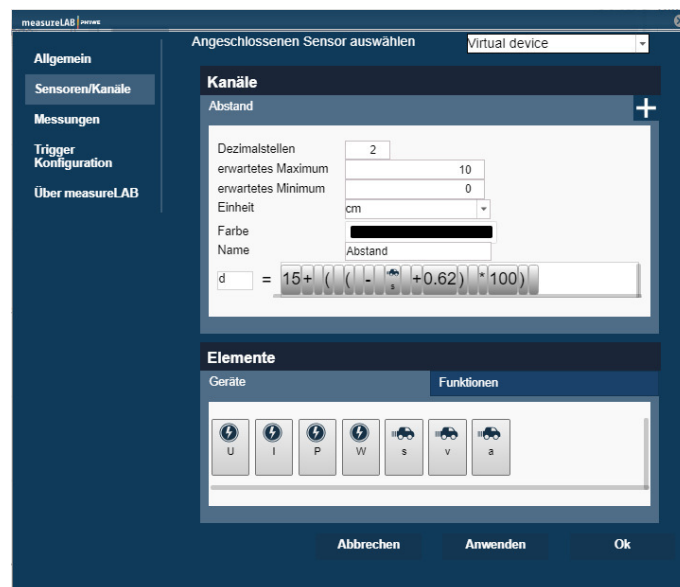 measureLAB PHYWE
Angeschlossenen Sensor auswählen
Virtual device
Allgemein
Sensoren/Kanäle
Messungen
Trigger
Konfiguration
Über measureLAB
Kanäle
Abstand
Dezimalstellen 2
erwartetes Maximum 10
erwartetes Minimum 0
Einheit cm
Farbe
Name Abstand
d = 15+ ( ( - s +0.62) * 100)
Elemente
Geräte Funktionen
U I P W s v a
Abbrechen Anwenden Ok